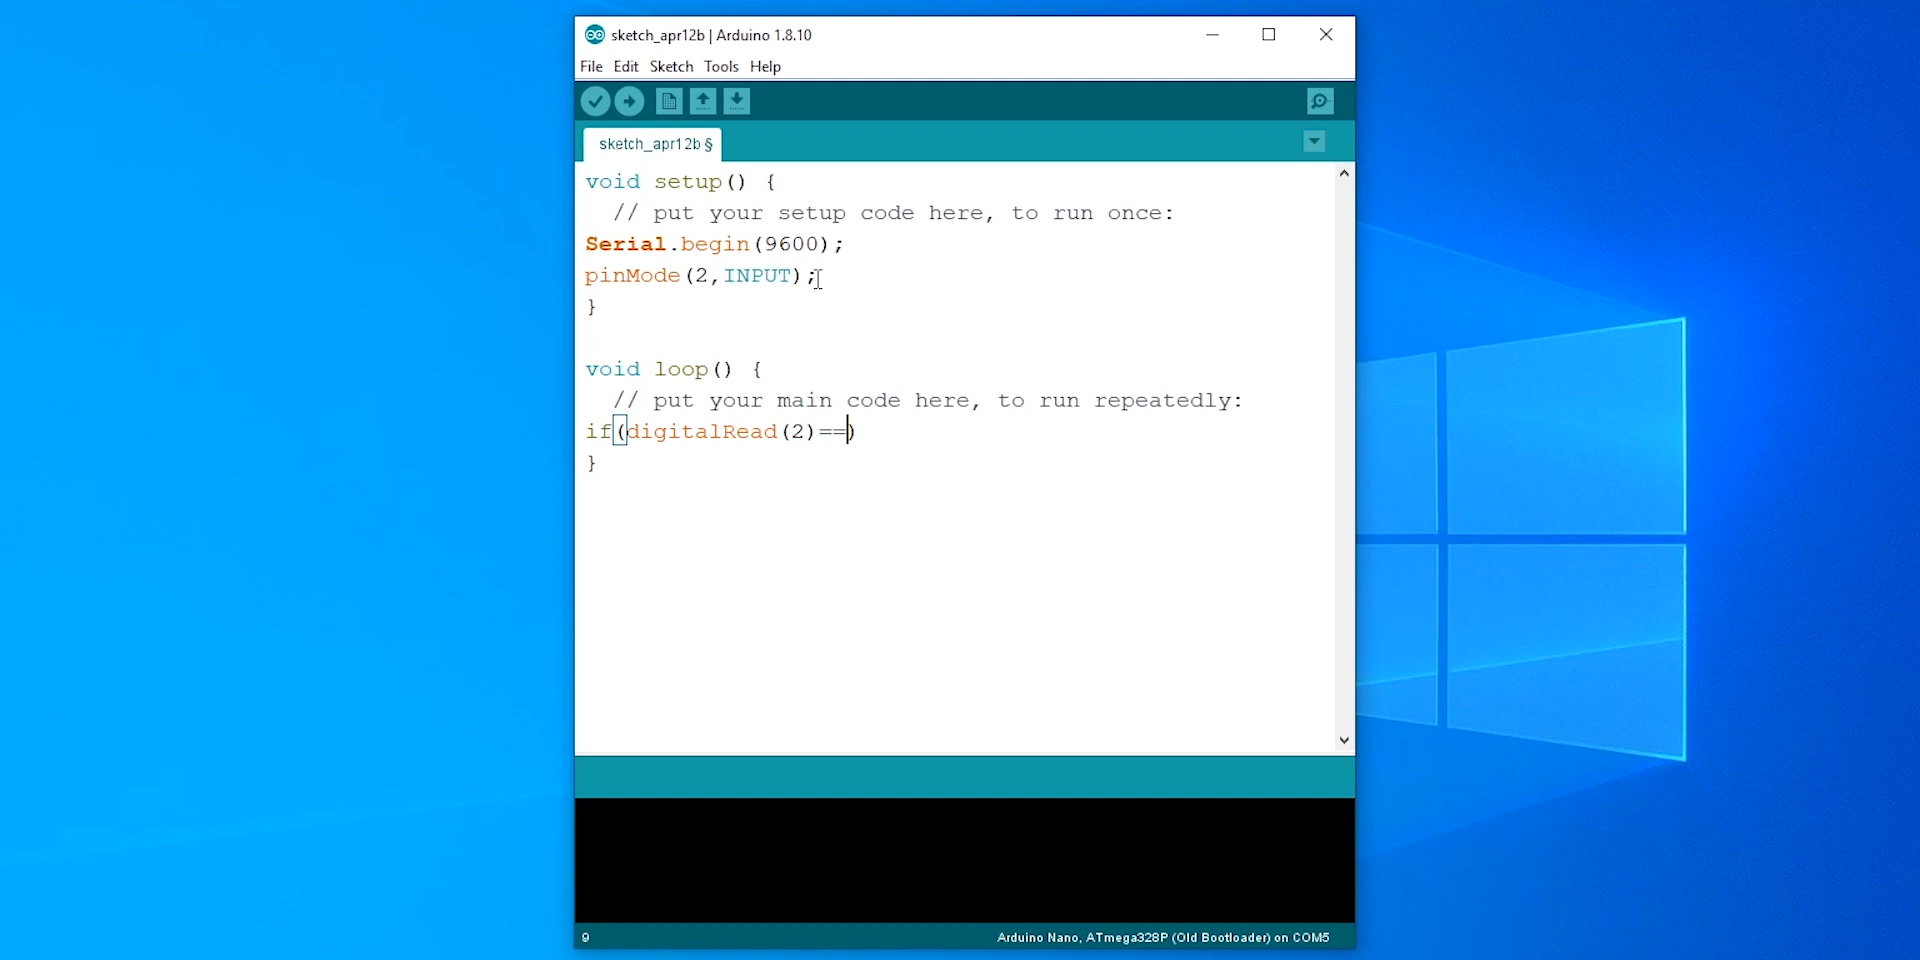 sketch_apr12b | Arduino 1.8.10
File Edit Sketch Tools Help
sketch_apr12b §
void setup() {
// put your setup code here, to run once:
Serial.begin(9600);
pinMode(2,INPUT);
}
void loop() {
// put your main code here, to run repeatedly:
if(digitalRead(2)==)
}
9
Arduino Nano, ATmega328P (Old Bootloader) on COM5